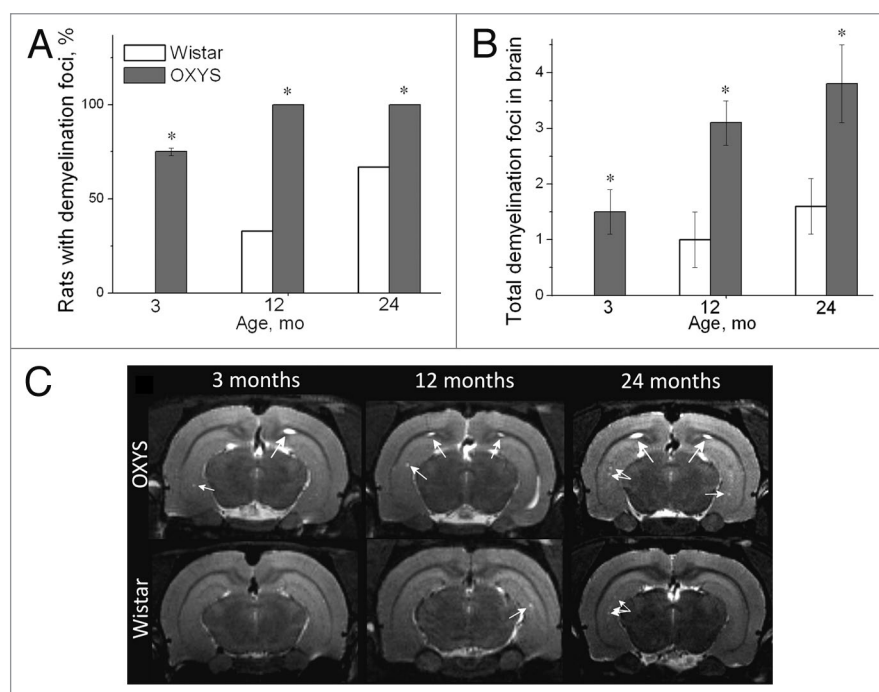 A
Rats with demyelination foci, %
100
50
0
Wistar
OXYS
*
*
*
3
12
24
Age, mo
B
Total demyelination foci in brain
4
3
2
1
0
*
*
*
3
12
24
Age, mo
C
3 months
12 months
24 months
OXYS
Wistar